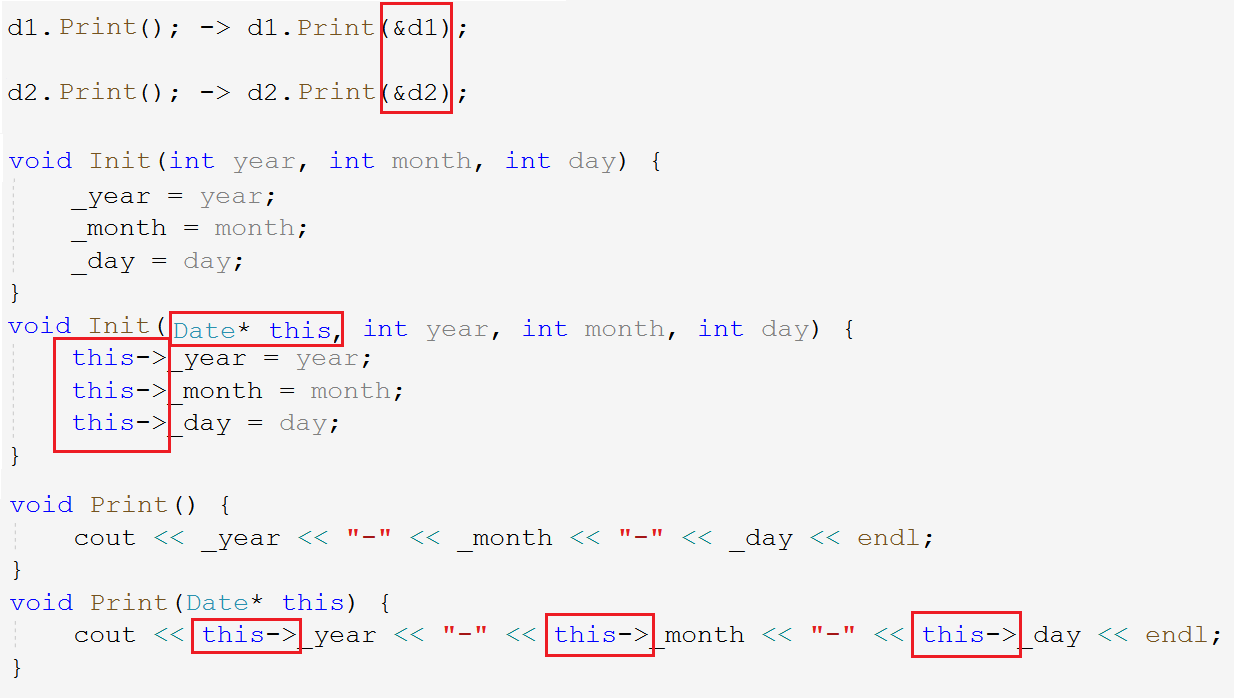 d1.Print(); -> d1.Print(&d1);
d2.Print(); -> d2.Print(&d2);
void Init(int year, int month, int day) {
_year = year;
_month = month;
_day = day;
}
void Init(Date* this, int year, int month, int day) {
this->_year = year;
this->_month = month;
this->_day = day;
}
void Print() {
cout << _year << "-" << _month << "-" << _day << endl;
}
void Print(Date* this) {
cout << this->_year << "-" << this->_month << "-" << this->_day << endl;
}